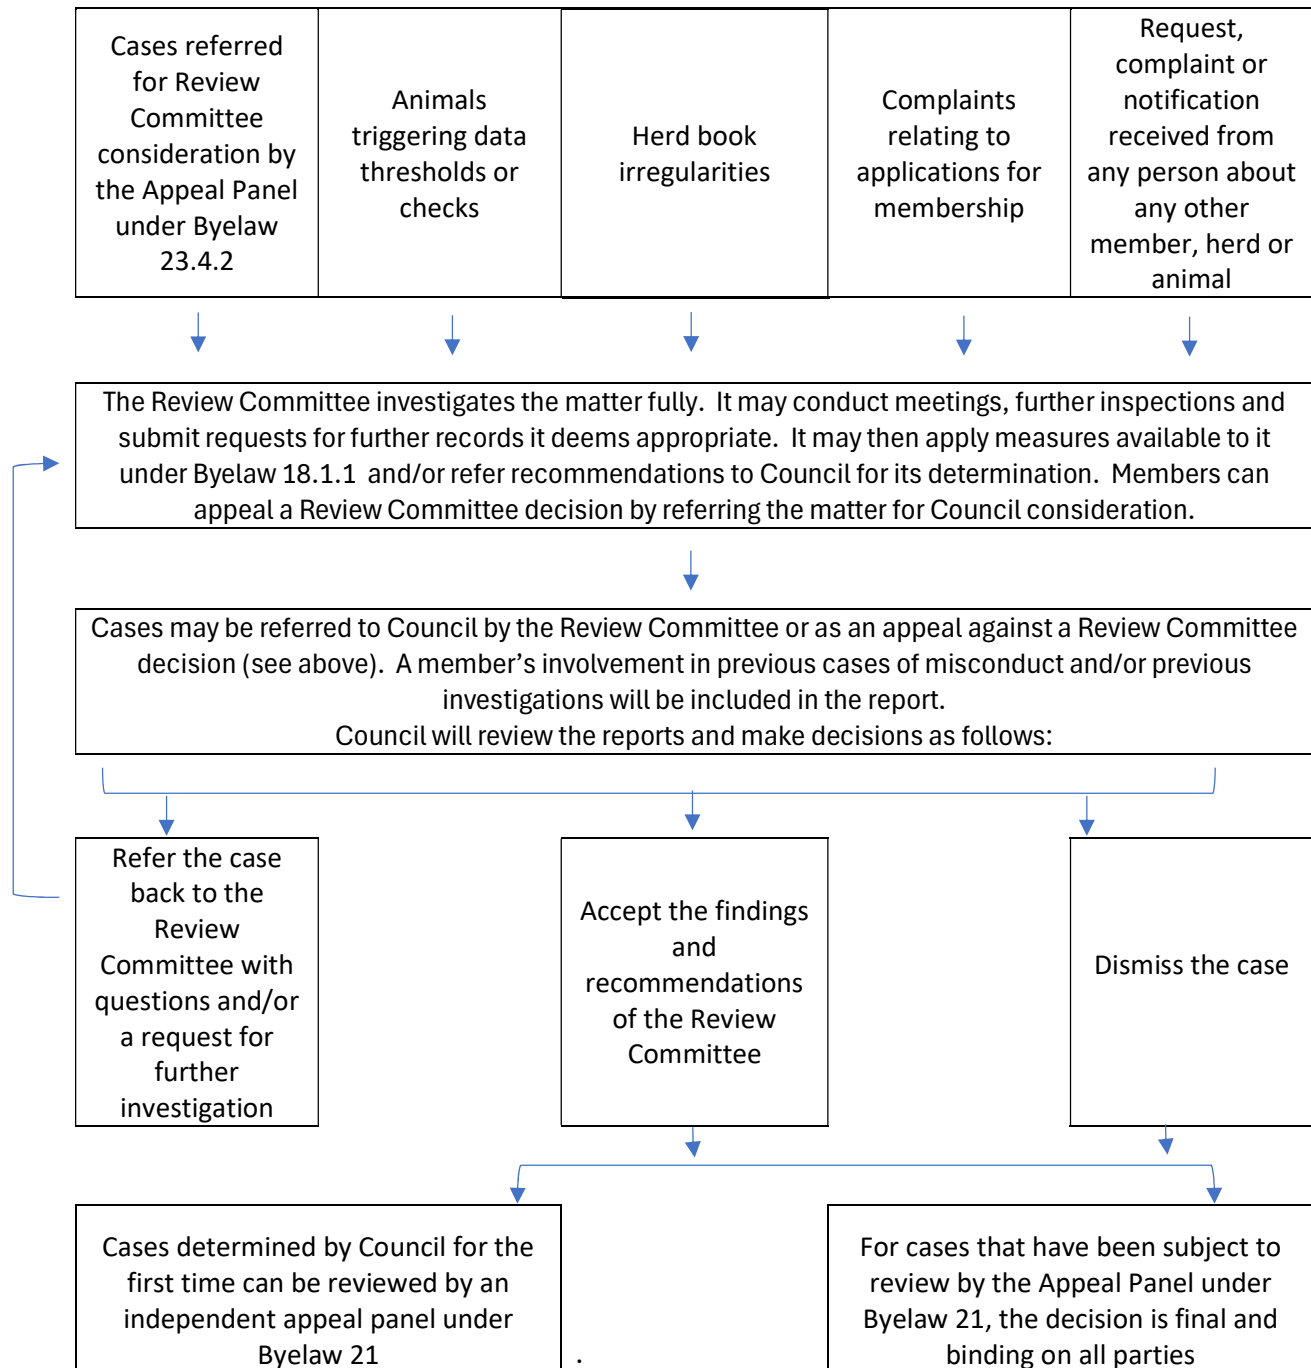 Cases referred
for Review
Committee
consideration by
the Appeal Panel
under Byelaw
23.4.2
Animals
triggering data
thresholds or
checks
Herd book
irregularities
Complaints
relating to
applications for
membership
Request,
complaint or
notification
received from
any person about
any other
member, herd or
animal
The Review Committee investigates the matter fully.  It may conduct meetings, further inspections and
submit requests for further records it deems appropriate.  It may then apply measures available to it
under Byelaw 18.1.1  and/or refer recommendations to Council for its determination.  Members can
appeal a Review Committee decision by referring the matter for Council consideration.
Cases may be referred to Council by the Review Committee or as an appeal against a Review Committee
decision (see above).  A member’s involvement in previous cases of misconduct and/or previous
investigations will be included in the report.
Council will review the reports and make decisions as follows:
Refer the case
back to the
Review
Committee with
questions and/or
a request for
further
investigation
Accept the findings
and
recommendations
of the Review
Committee
Dismiss the case
Cases determined by Council for the
first time can be reviewed by an
independent appeal panel under
Byelaw 21
.
For cases that have been subject to
review by the Appeal Panel under
Byelaw 21, the decision is final and
binding on all parties